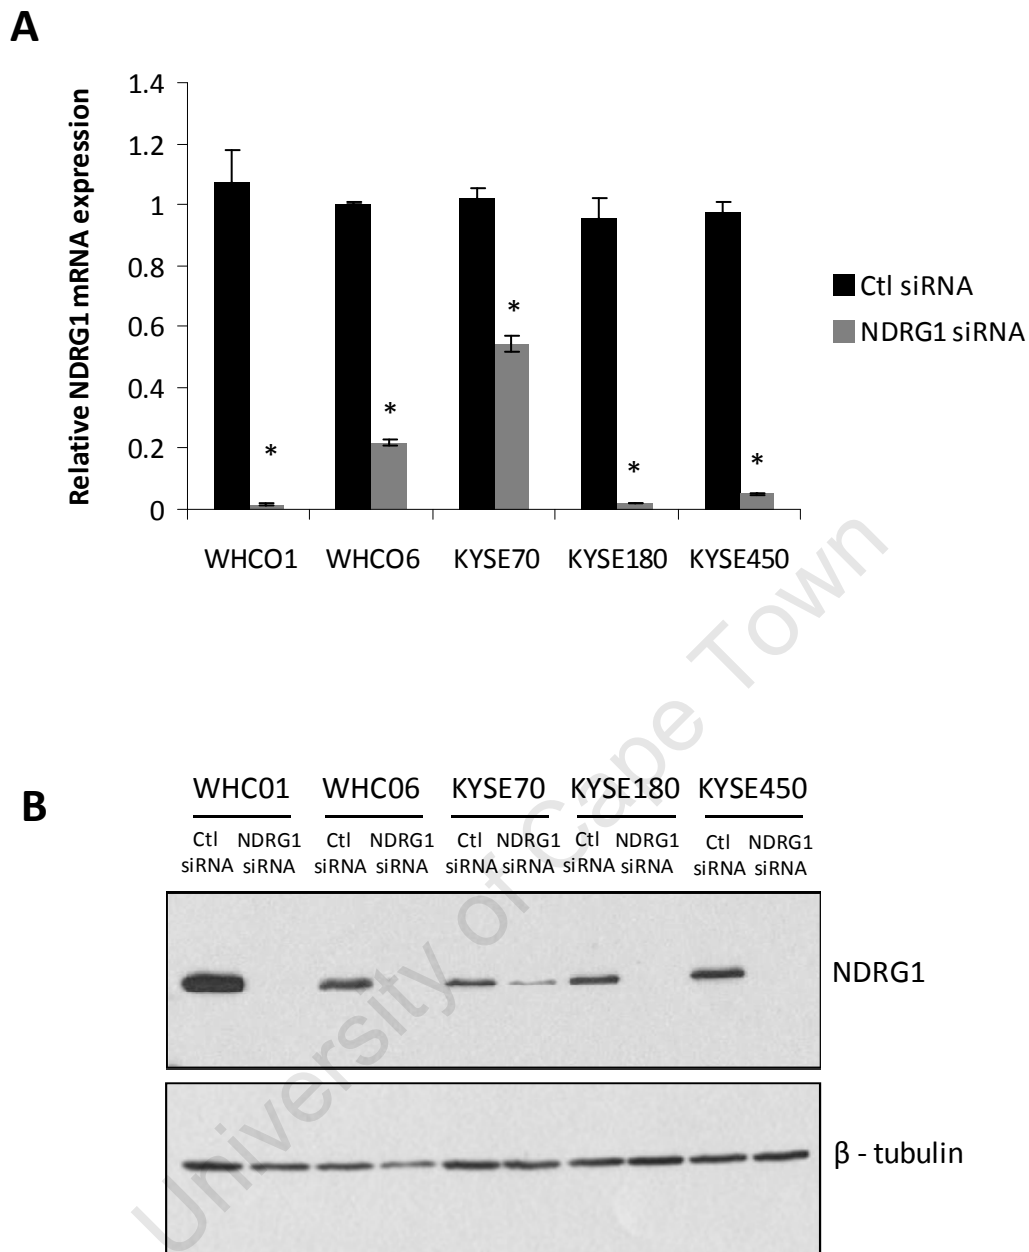 A
Relative NDRG1 mRNA expression
1.4
1.2
1
0.8
0.6
0.4
0.2
0
*
*
*
*
*
WHCO1 WHCO6 KYSE70 KYSE180 KYSE450
Ctl siRNA
NDRG1 siRNA
B
WHC01 WHC06 KYSE70 KYSE180 KYSE450
Ctl NDRG1 Ctl NDRG1 Ctl NDRG1 Ctl NDRG1 Ctl NDRG1
siRNA siRNA siRNA siRNA siRNA siRNA siRNA siRNA siRNA siRNA
NDRG1
β - tubulin
University of Cape Town